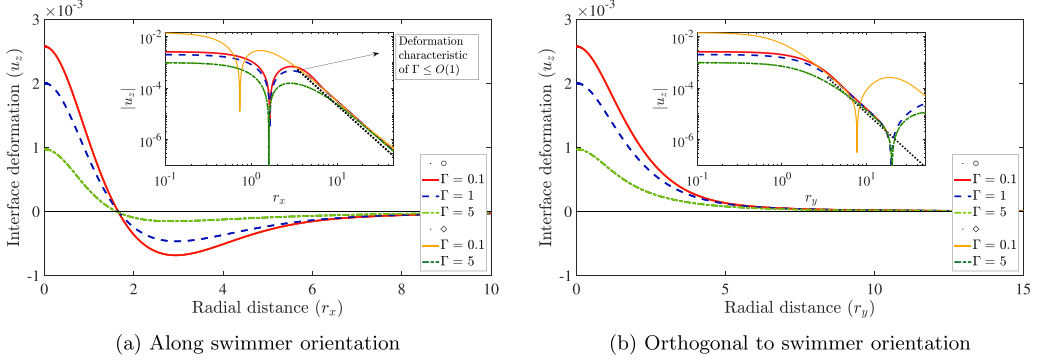 ×10⁻³
3
2
1
0
-1
Interface deformation (u_z)
0
2
4
6
8
10
Radial distance (r_x)
10⁻²
10⁻⁴
10⁻⁶
|u_z|
10⁻¹
10⁰
10¹
r_x
Deformation
characteristic
of Γ ≤ O(1)
· ○
Γ = 0.1
Γ = 1
Γ = 5
· ◇
Γ = 0.1
Γ = 5
(a) Along swimmer orientation
×10⁻³
3
2
1
0
-1
Interface deformation (u_z)
0
5
10
15
Radial distance (r_y)
10⁻²
10⁻⁴
10⁻⁶
|u_z|
10⁻¹
10⁰
10¹
r_y
· ○
Γ = 0.1
Γ = 1
Γ = 5
· ◇
Γ = 0.1
Γ = 5
(b) Orthogonal to swimmer orientation